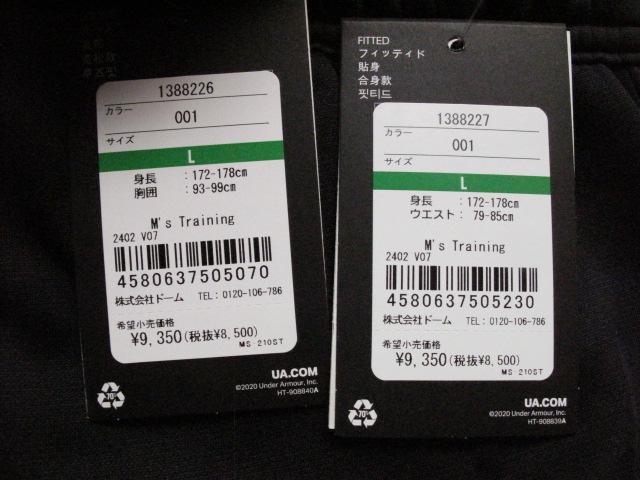 1388226
カラー
001
サイズ
L
身長 :172-178cm
胸囲 :93-99cm
M's Training
2402 V07
4580637505070
株式会社ドーム TEL: 0120-106-786
希望小売価格
¥9,350(税抜¥8,500)
MS-210ST
UA.COM
©2020 Under Armour, Inc.
HT-908840A
70%
FITTED
フィッティド
貼身
合身款
핏티드
1388227
カラー
001
サイズ
L
身長 :172-178cm
ウエスト :79-85cm
M's Training
2402 V07
4580637505230
株式会社ドーム TEL: 0120-106-786
希望小売価格
¥9,350(税抜¥8,500)
MS-210ST
UA.COM
©2020 Under Armour, Inc.
HT-908839A
70%